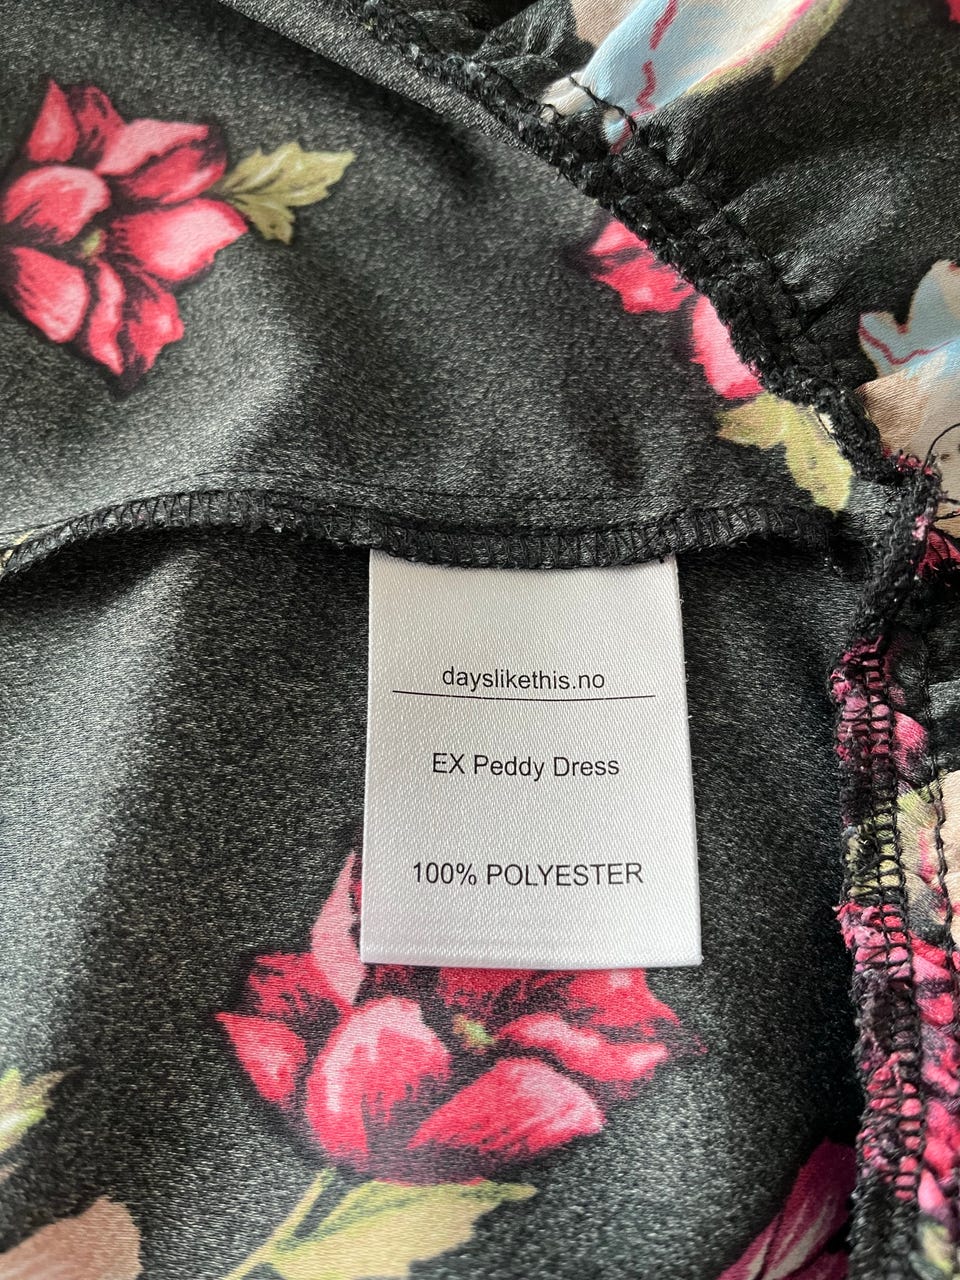 dayslikethis.no
EX Peddy Dress
100% POLYESTER